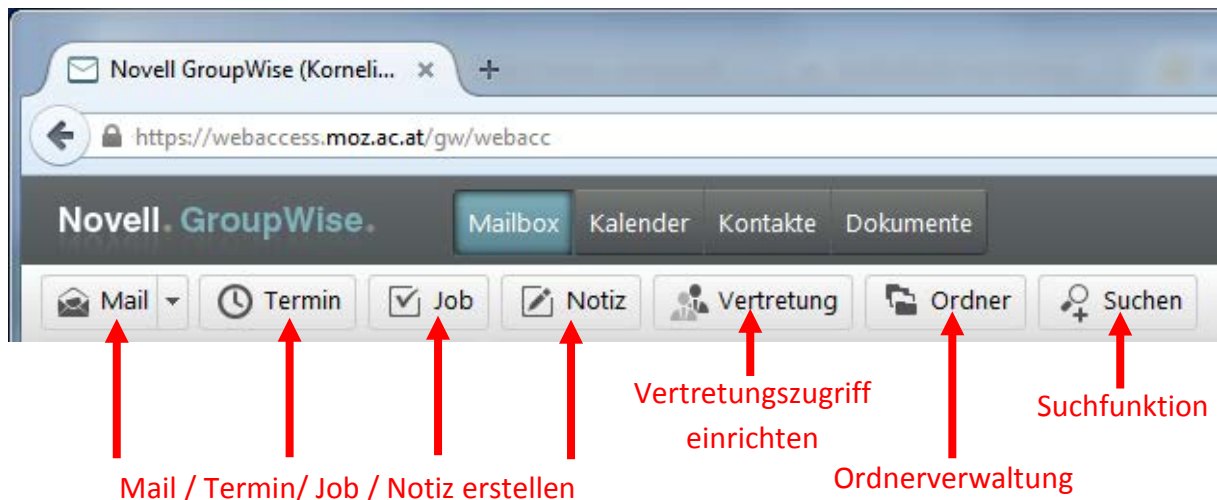 Novell GroupWise (Korneli...
https://webaccess.moz.ac.at/gw/webacc
Novell. GroupWise. Mailbox Kalender Kontakte Dokumente
Mail Termin Job Notiz Vertretung Ordner Suchen
Vertretungszugriff
einrichten
Suchfunktion
Mail / Termin/ Job / Notiz erstellen
Ordnerverwaltung